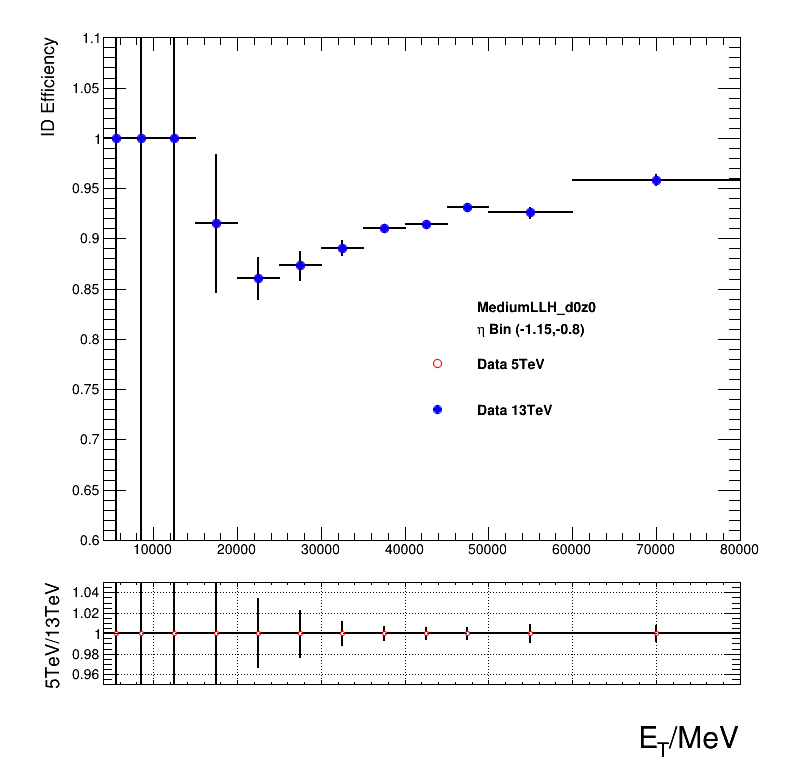 ID Efficiency
1.1
1.05
1
0.95
0.9
0.85
0.8
0.75
0.7
0.65
0.6
MediumLLH_d0z0
η Bin (-1.15,-0.8)
Data 5TeV
Data 13TeV
10000 20000 30000 40000 50000 60000 70000 80000
5TeV/13TeV
1.04
1.02
1
0.98
0.96
E_T/MeV